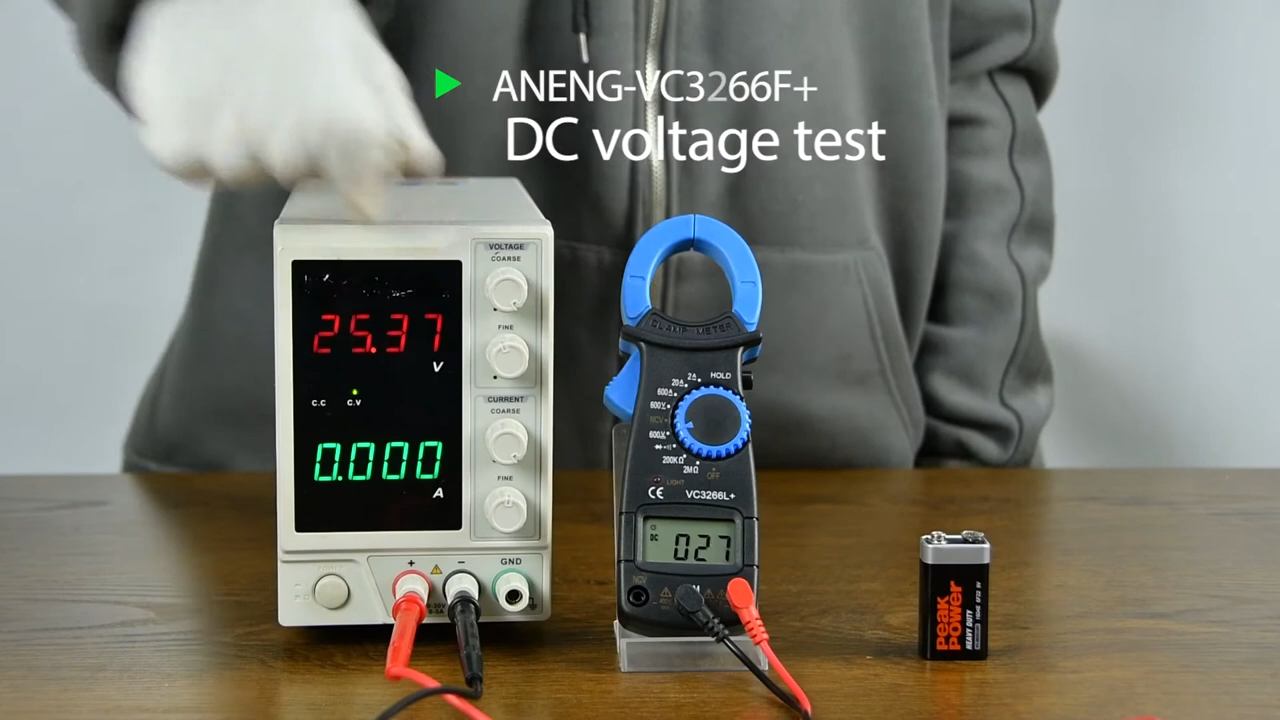 ANENG-VC3266F+
DC voltage test
VOLTAGE
COARSE
25.37
V
FINE
C.C
C.V
CURRENT
COARSE
0.000
A
FINE
+
−
GND
CLAMP METER
HOLD
2A
20A
600A
600V
NCV
600V
200KΩ
2MΩ
OFF
LIGHT
CE
VC3266L+
DC
027
NCV
Peak
POWER
HEAVY DUTY